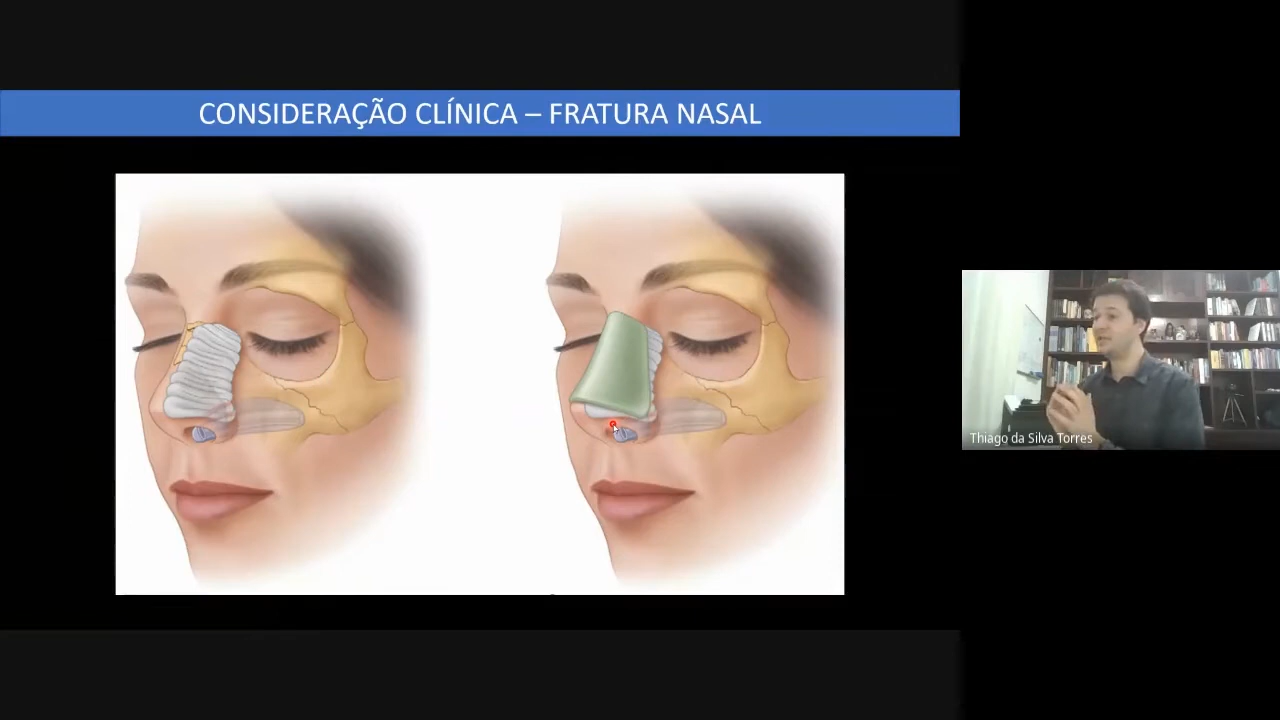 CONSIDERAÇÃO CLÍNICA – FRATURA NASAL
Thiago da Silva Torres